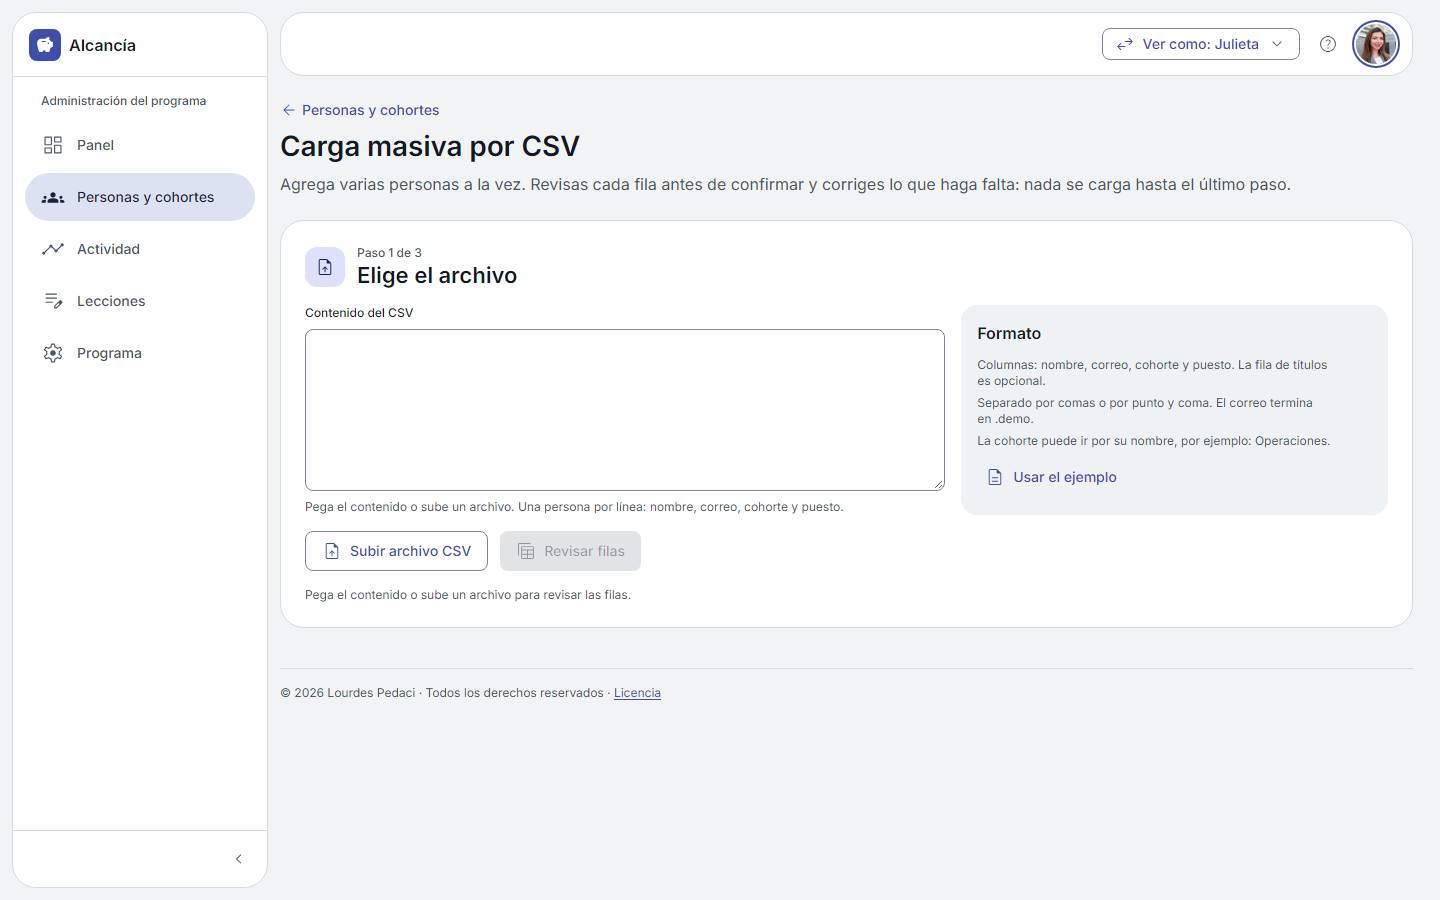 Alcancía
Administración del programa
Panel
Personas y cohortes
Actividad
Lecciones
Programa
Ver como: Julieta
Personas y cohortes
Carga masiva por CSV
Agrega varias personas a la vez. Revisas cada fila antes de confirmar y corriges lo que haga falta: nada se carga hasta el último paso.
Paso 1 de 3
Elige el archivo
Contenido del CSV
Pega el contenido o sube un archivo. Una persona por línea: nombre, correo, cohorte y puesto.
Subir archivo CSV
Revisar filas
Pega el contenido o sube un archivo para revisar las filas.
Formato
Columnas: nombre, correo, cohorte y puesto. La fila de títulos
es opcional.
Separado por comas o por punto y coma. El correo termina
en .demo.
La cohorte puede ir por su nombre, por ejemplo: Operaciones.
Usar el ejemplo
© 2026 Lourdes Pedaci · Todos los derechos reservados · Licencia